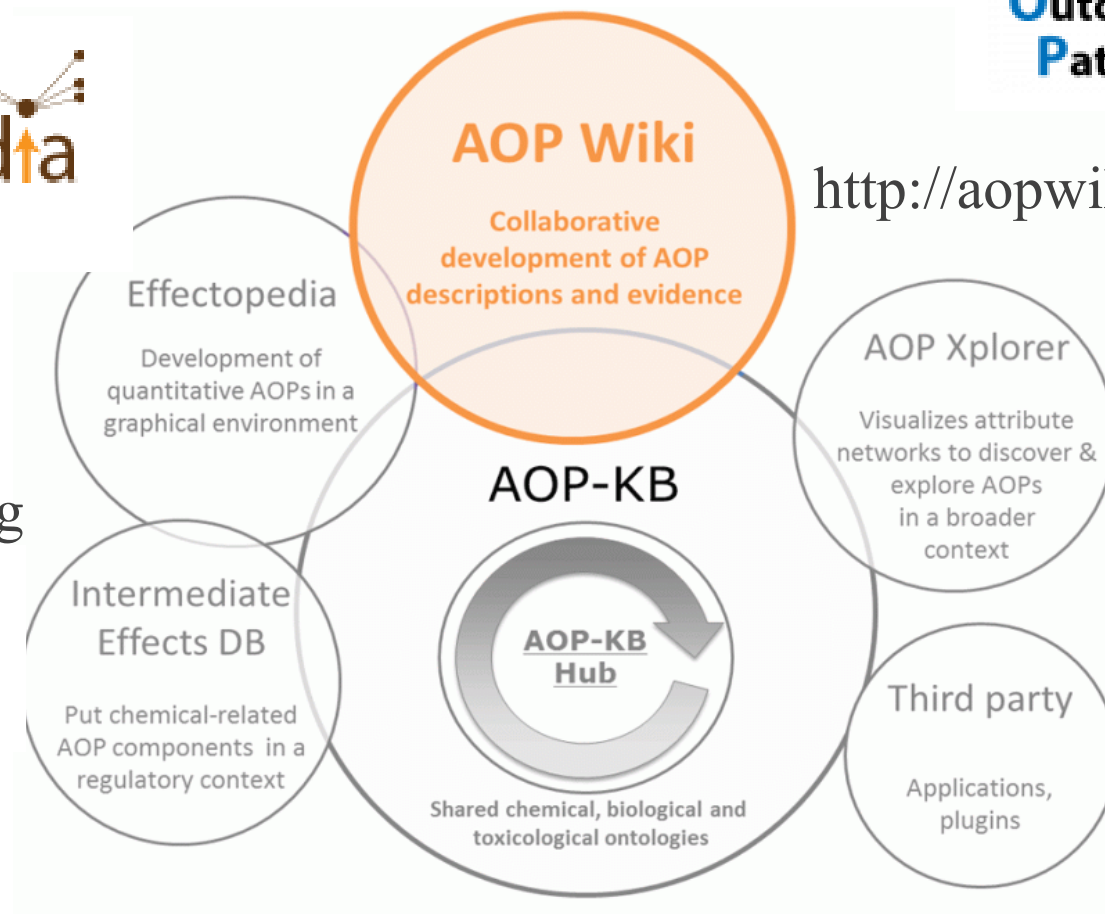 Outc
Pat
dia
AOP Wiki
Collaborative
development of AOP
descriptions and evidence
http://aopwi
Effectopedia
Development of
quantitative AOPs in a
graphical environment
AOP Xplorer
Visualizes attribute
networks to discover &
explore AOPs
in a broader
context
AOP-KB
g
Intermediate
Effects DB
Put chemical-related
AOP components in a
regulatory context
AOP-KB
Hub
Third party
Applications,
plugins
Shared chemical, biological and
toxicological ontologies